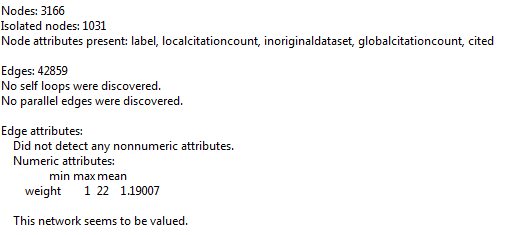 Nodes: 3166
Isolated nodes: 1031
Node attributes present: label, localcitationcount, inoriginaldataset, globalcitationcount, cited
Edges: 42859
No self loops were discovered.
No parallel edges were discovered.
Edge attributes:
Did not detect any nonnumeric attributes.
Numeric attributes:
min max mean
weight 1 22 1.19007
This network seems to be valued.